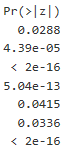 Pr(>|z|)
0.0288
4.39e-05
< 2e-16
5.04e-13
0.0415
0.0336
< 2e-16